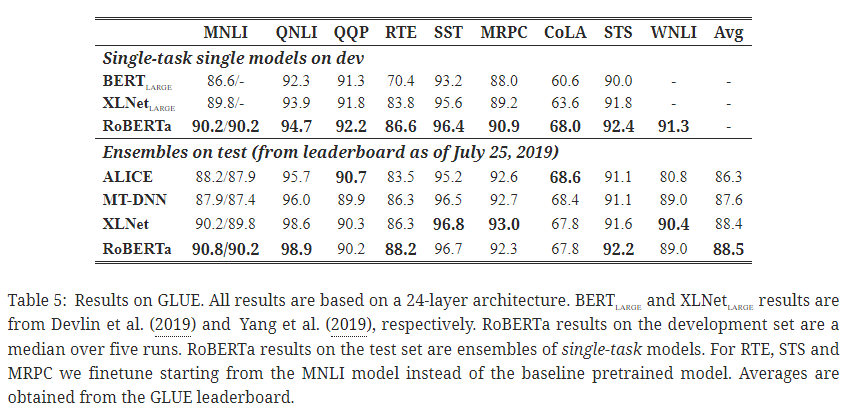 MNLI QNLI QQP RTE SST MRPC CoLA STS WNLI Avg
Single-task single models on dev
BERTLARGE 86.6/- 92.3 91.3 70.4 93.2 88.0 60.6 90.0 - -
XLNetLARGE 89.8/- 93.9 91.8 83.8 95.6 89.2 63.6 91.8 - -
RoBERTa 90.2/90.2 94.7 92.2 86.6 96.4 90.9 68.0 92.4 91.3 -
Ensembles on test (from leaderboard as of July 25, 2019)
ALICE 88.2/87.9 95.7 90.7 83.5 95.2 92.6 68.6 91.1 80.8 86.3
MT-DNN 87.9/87.4 96.0 89.9 86.3 96.5 92.7 68.4 91.1 89.0 87.6
XLNet 90.2/89.8 98.6 90.3 86.3 96.8 93.0 67.8 91.6 90.4 88.4
RoBERTa 90.8/90.2 98.9 90.2 88.2 96.7 92.3 67.8 92.2 89.0 88.5
Table 5: Results on GLUE. All results are based on a 24-layer architecture. BERTLARGE and XLNetLARGE results are
from Devlin et al. (2019) and Yang et al. (2019), respectively. RoBERTa results on the development set are a
median over five runs. RoBERTa results on the test set are ensembles of single-task models. For RTE, STS and
MRPC we finetune starting from the MNLI model instead of the baseline pretrained model. Averages are
obtained from the GLUE leaderboard.